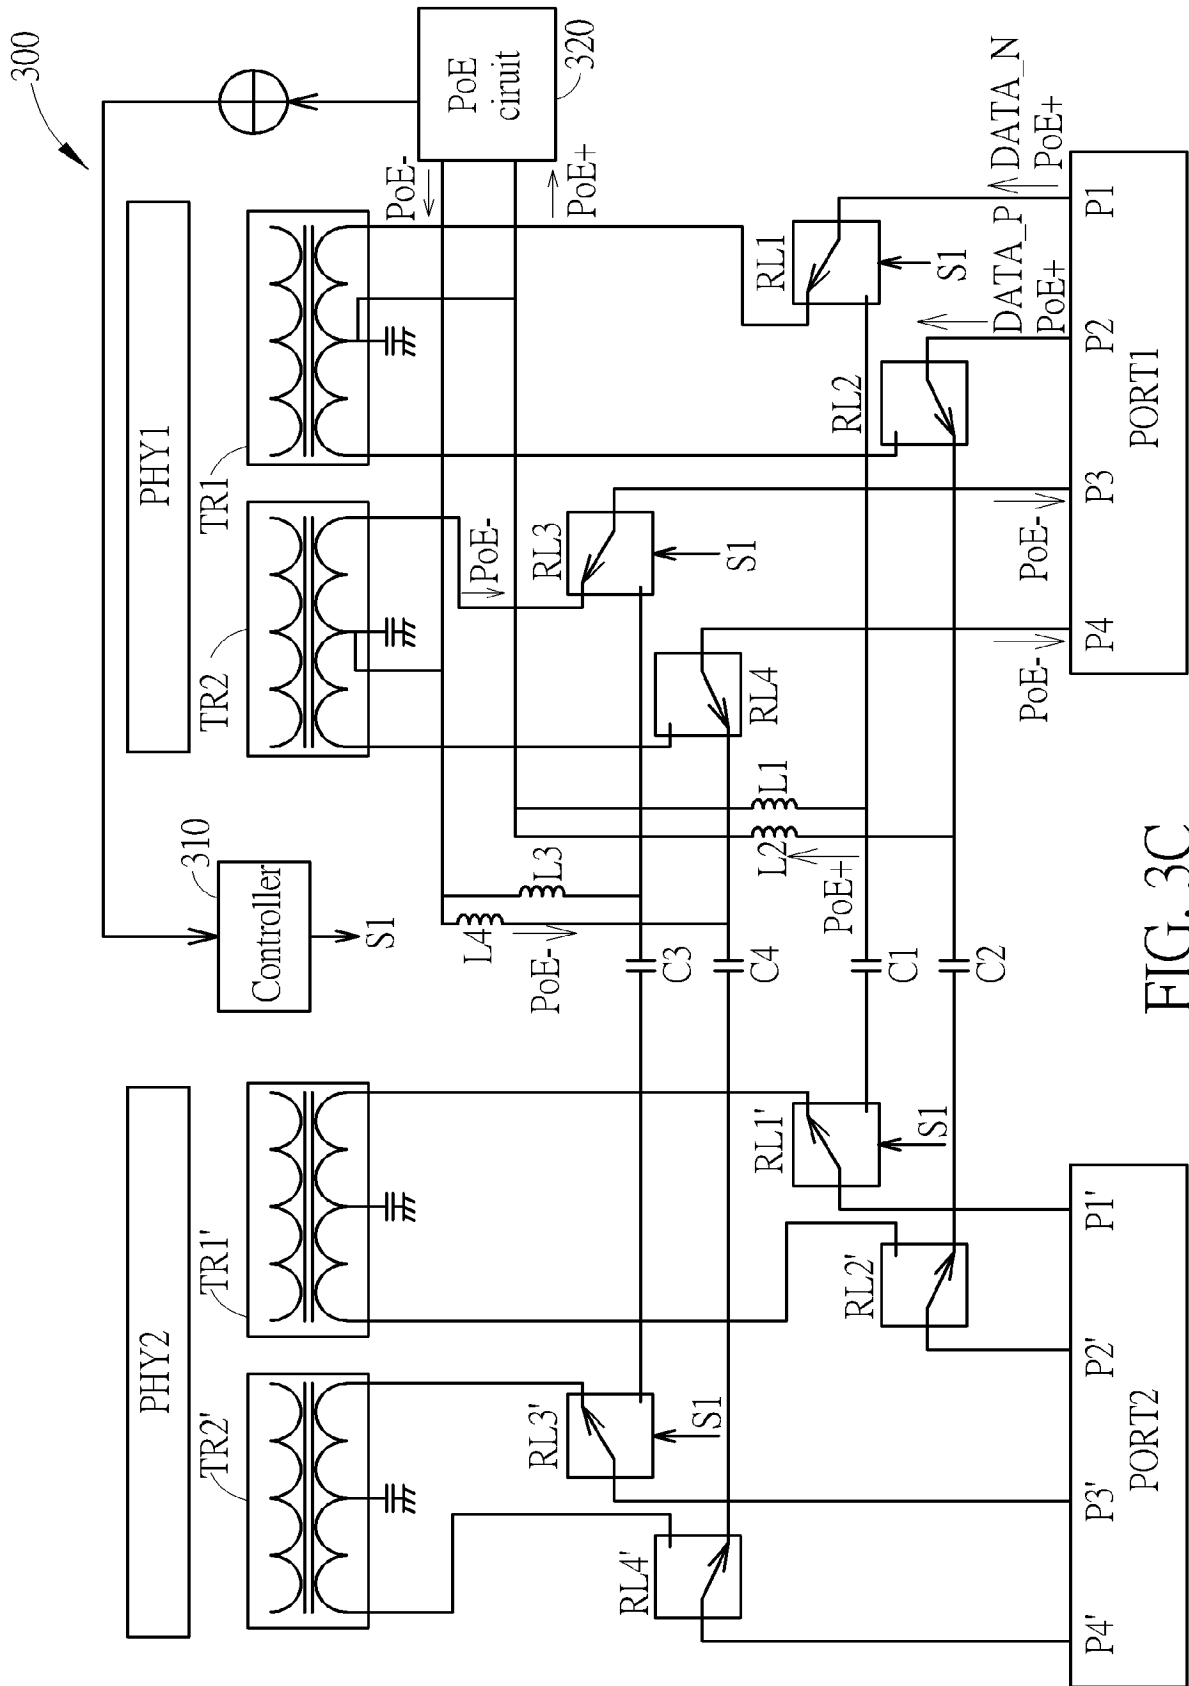 300
PHY2
PHY1
TR2'
TR1'
TR2
TR1
310
Controller
S1
PoE
ciruit
320
PoE-
PoE+
L4
L3
PoE-
PoE-
RL3'
S1
RL4'
C3
C4
RL3
S1
RL4
L2
L1
PoE+
RL1'
S1
RL2'
C1
C2
RL1
S1
RL2
DATA_P
PoE+
DATA_N
PoE+
PoE-
PoE-
P4'
P3'
P2'
P1'
PORT2
P4
P3
P2
P1
PORT1
FIG. 3C